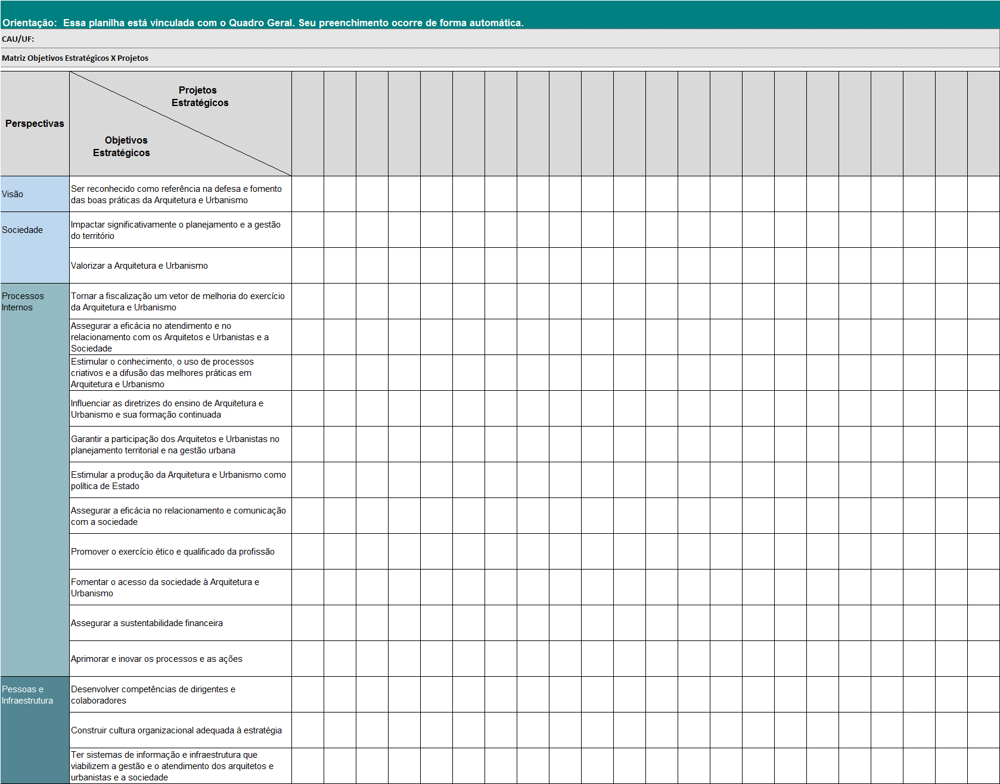 Orientação:  Essa planilha está vinculada com o Quadro Geral. Seu preenchimento ocorre de forma automática.
CAU/UF:
Matriz Objetivos Estratégicos X Projetos
Perspectivas
Projetos
Estratégicos
Objetivos
Estratégicos
Visão
Ser reconhecido como referência na defesa e fomento
das boas práticas da Arquitetura e Urbanismo
Sociedade
Impactar significativamente o planejamento e a gestão
do território
Valorizar a Arquitetura e Urbanismo
Processos
Internos
Tornar a fiscalização um vetor de melhoria do exercício
da Arquitetura e Urbanismo
Assegurar a eficácia no atendimento e no
relacionamento com os Arquitetos e Urbanistas e a
Sociedade
Estimular o conhecimento, o uso de processos
criativos e a difusão das melhores práticas em
Arquitetura e Urbanismo
Influenciar as diretrizes do ensino de Arquitetura e
Urbanismo e sua formação continuada
Garantir a participação dos Arquitetos e Urbanistas no
planejamento territorial e na gestão urbana
Estimular a produção da Arquitetura e Urbanismo como
política de Estado
Assegurar a eficácia no relacionamento e comunicação
com a sociedade
Promover o exercício ético e qualificado da profissão
Fomentar o acesso da sociedade à Arquitetura e
Urbanismo
Assegurar a sustentabilidade financeira
Aprimorar e inovar os processos e as ações
Pessoas e
Infraestrutura
Desenvolver competências de dirigentes e
colaboradores
Construir cultura organizacional adequada à estratégia
Ter sistemas de informação e infraestrutura que
viabilizem a gestão e o atendimento dos arquitetos e
urbanistas e a sociedade